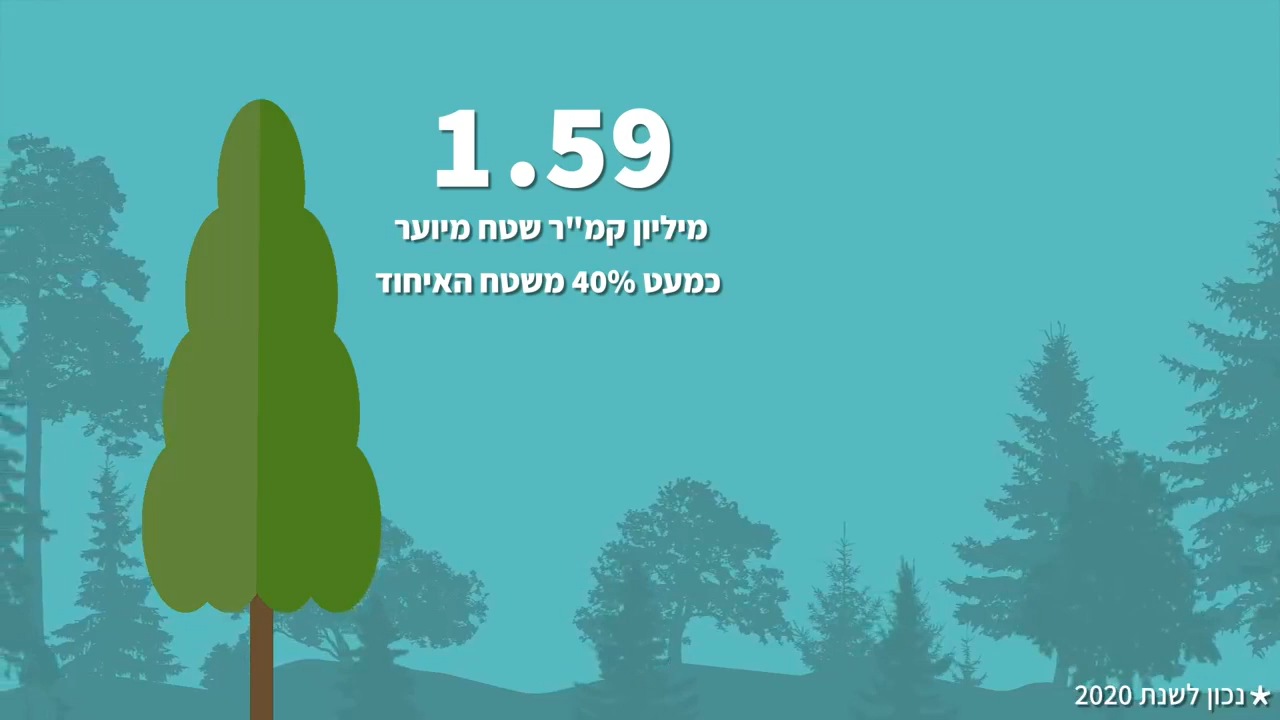 1.59
מיליון קמ"ר שטח מיוער
כמעט 40% משטח האיחוד
★נכון לשנת 2020